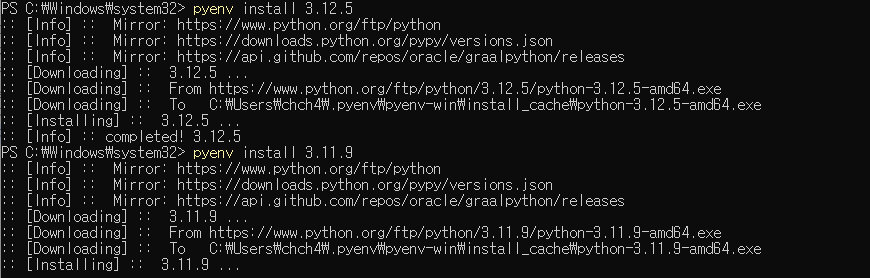 PS C:₩Windows₩system32> pyenv install 3.12.5
:: [Info] ::  Mirror: https://www.python.org/ftp/python
:: [Info] ::  Mirror: https://downloads.python.org/pypy/versions.json
:: [Info] ::  Mirror: https://api.github.com/repos/oracle/graalpython/releases
:: [Downloading] ::  3.12.5 ...
:: [Downloading] ::  From https://www.python.org/ftp/python/3.12.5/python-3.12.5-amd64.exe
:: [Downloading] ::  To   C:₩Users₩chch4₩.pyenv₩pyenv-win₩install_cache₩python-3.12.5-amd64.exe
:: [Installing] ::  3.12.5 ...
:: [Info] :: completed! 3.12.5
PS C:₩Windows₩system32> pyenv install 3.11.9
:: [Info] ::  Mirror: https://www.python.org/ftp/python
:: [Info] ::  Mirror: https://downloads.python.org/pypy/versions.json
:: [Info] ::  Mirror: https://api.github.com/repos/oracle/graalpython/releases
:: [Downloading] ::  3.11.9 ...
:: [Downloading] ::  From https://www.python.org/ftp/python/3.11.9/python-3.11.9-amd64.exe
:: [Downloading] ::  To   C:₩Users₩chch4₩.pyenv₩pyenv-win₩install_cache₩python-3.11.9-amd64.exe
:: [Installing] ::  3.11.9 ...